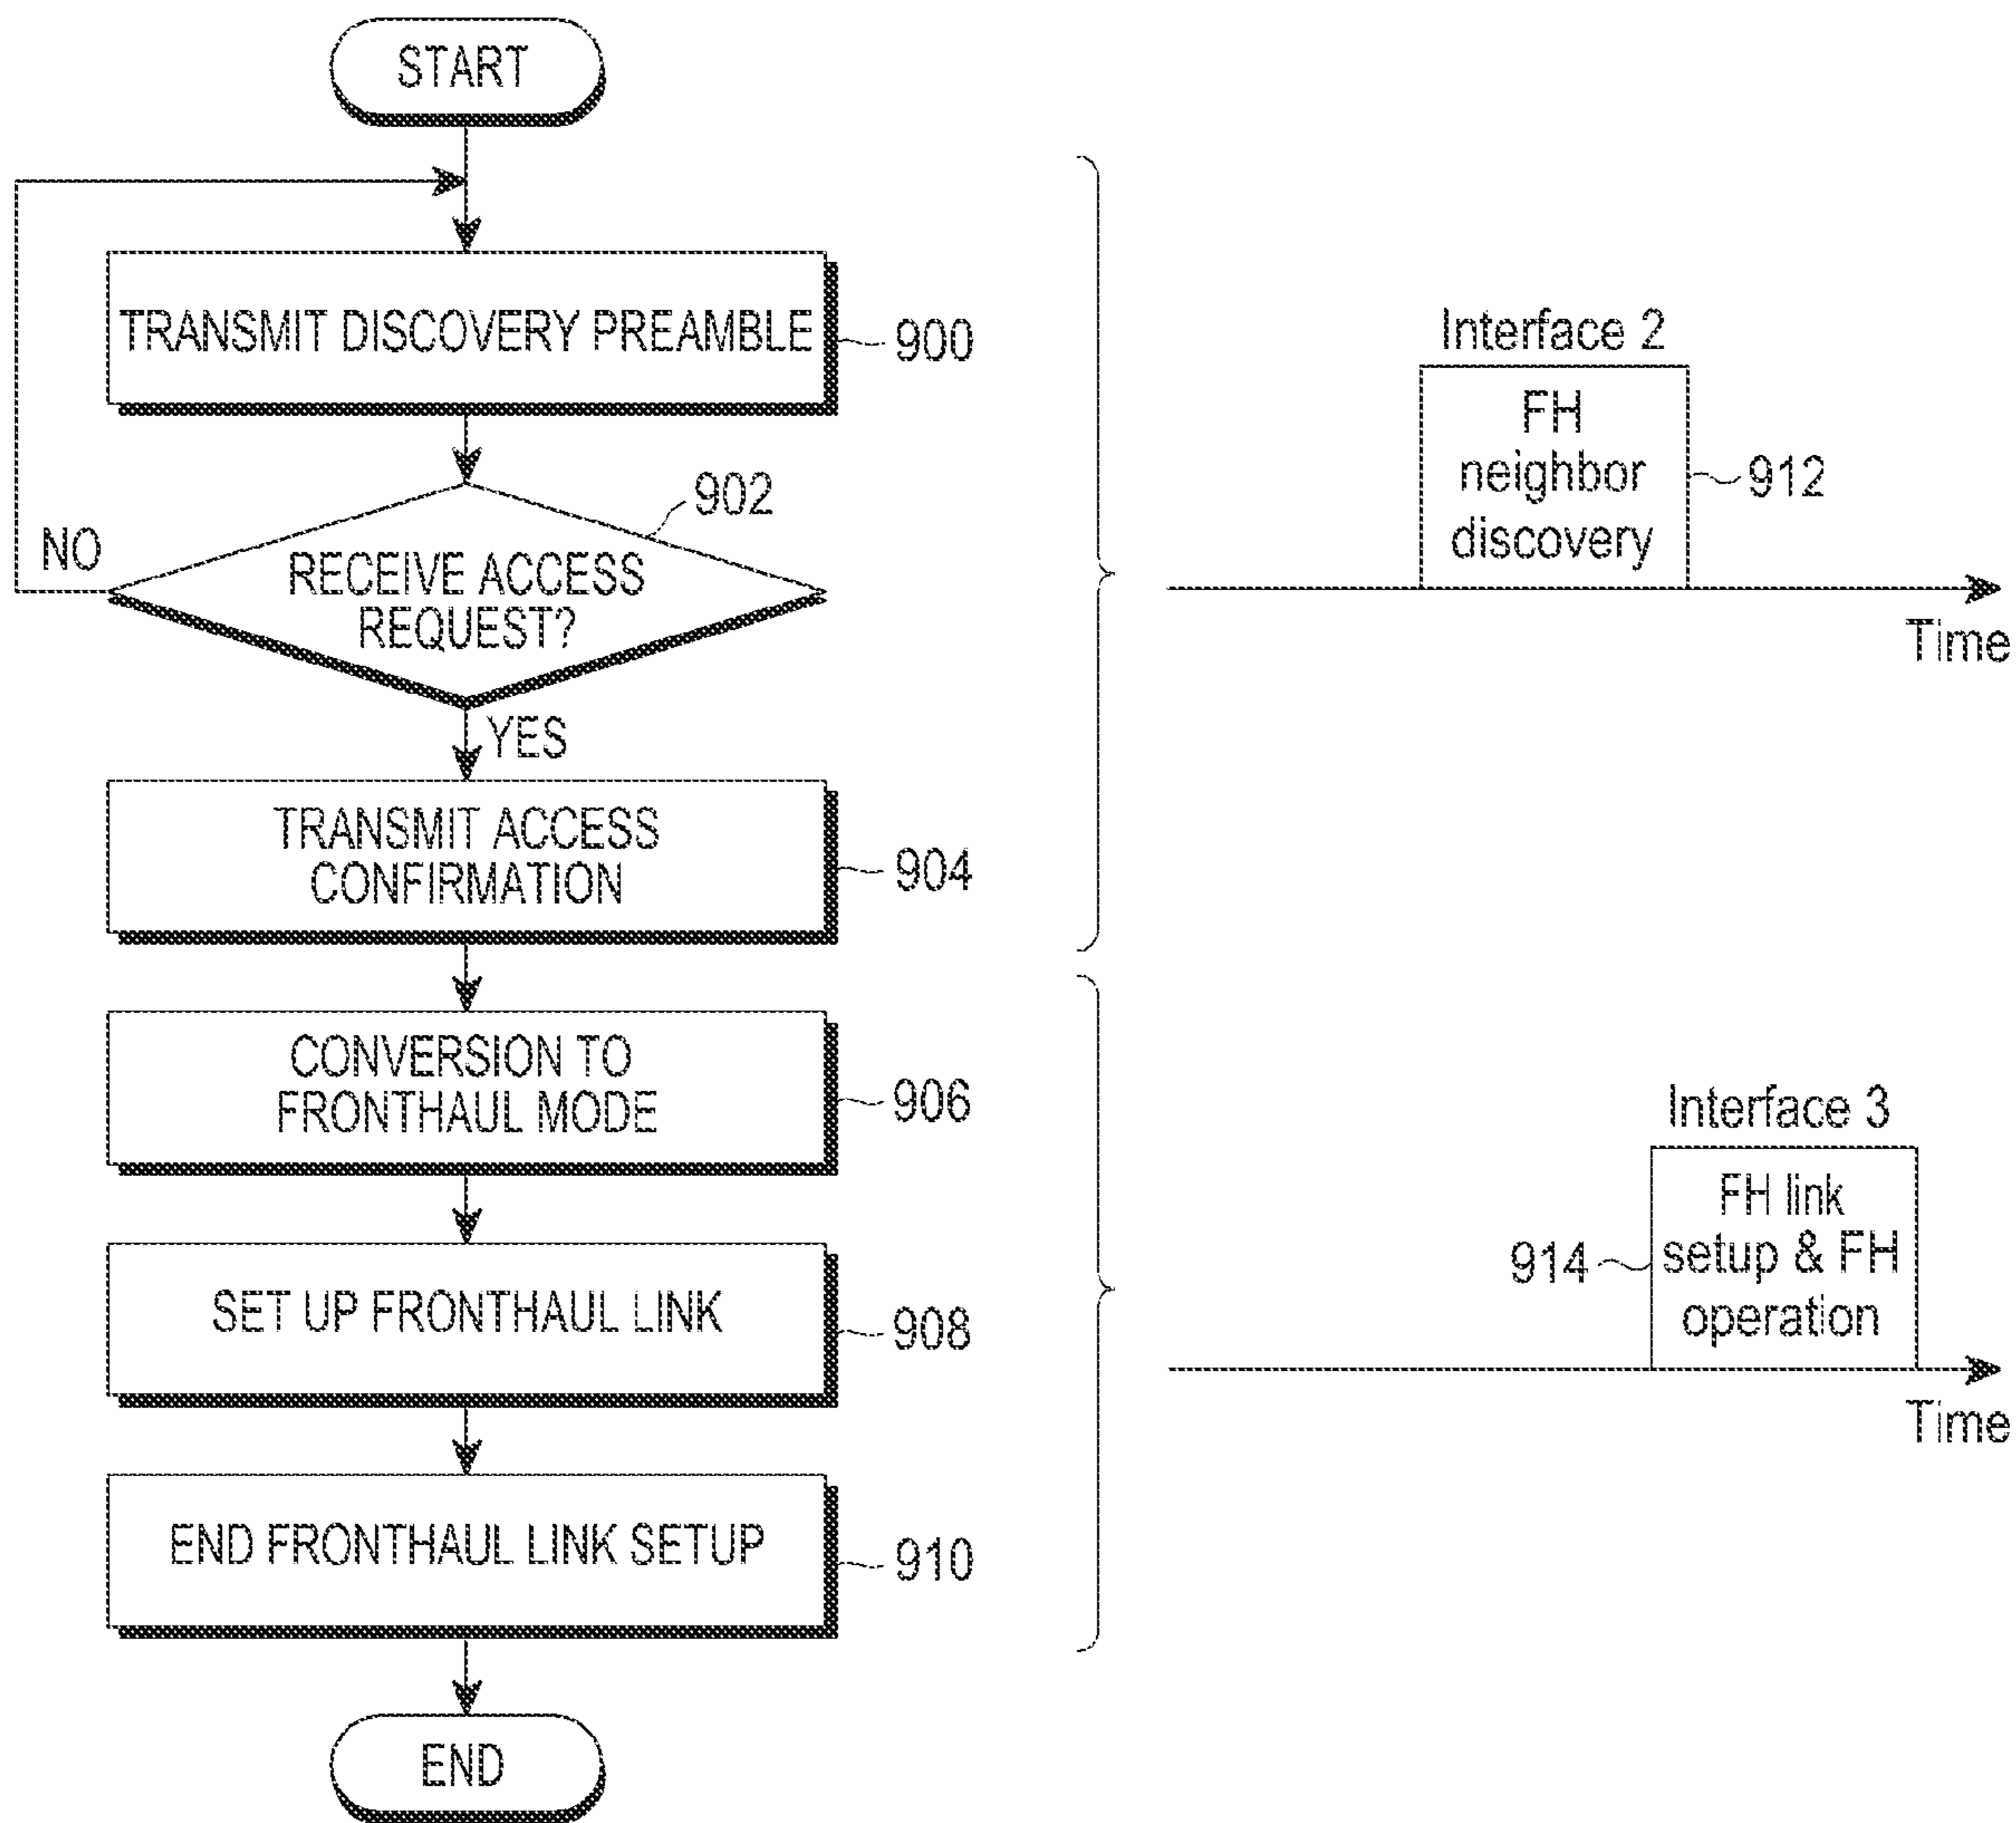 START
TRANSMIT DISCOVERY PREAMBLE
900
902
NO
RECEIVE ACCESS
REQUEST?
YES
TRANSMIT ACCESS
CONFIRMATION
904
CONVERSION TO
FRONTHAUL MODE
906
SET UP FRONTHAUL LINK
908
END FRONTHAUL LINK SETUP
910
END
Interface 2
FH
neighbor
discovery
912
Time
Interface 3
FH link
setup & FH
operation
914
Time